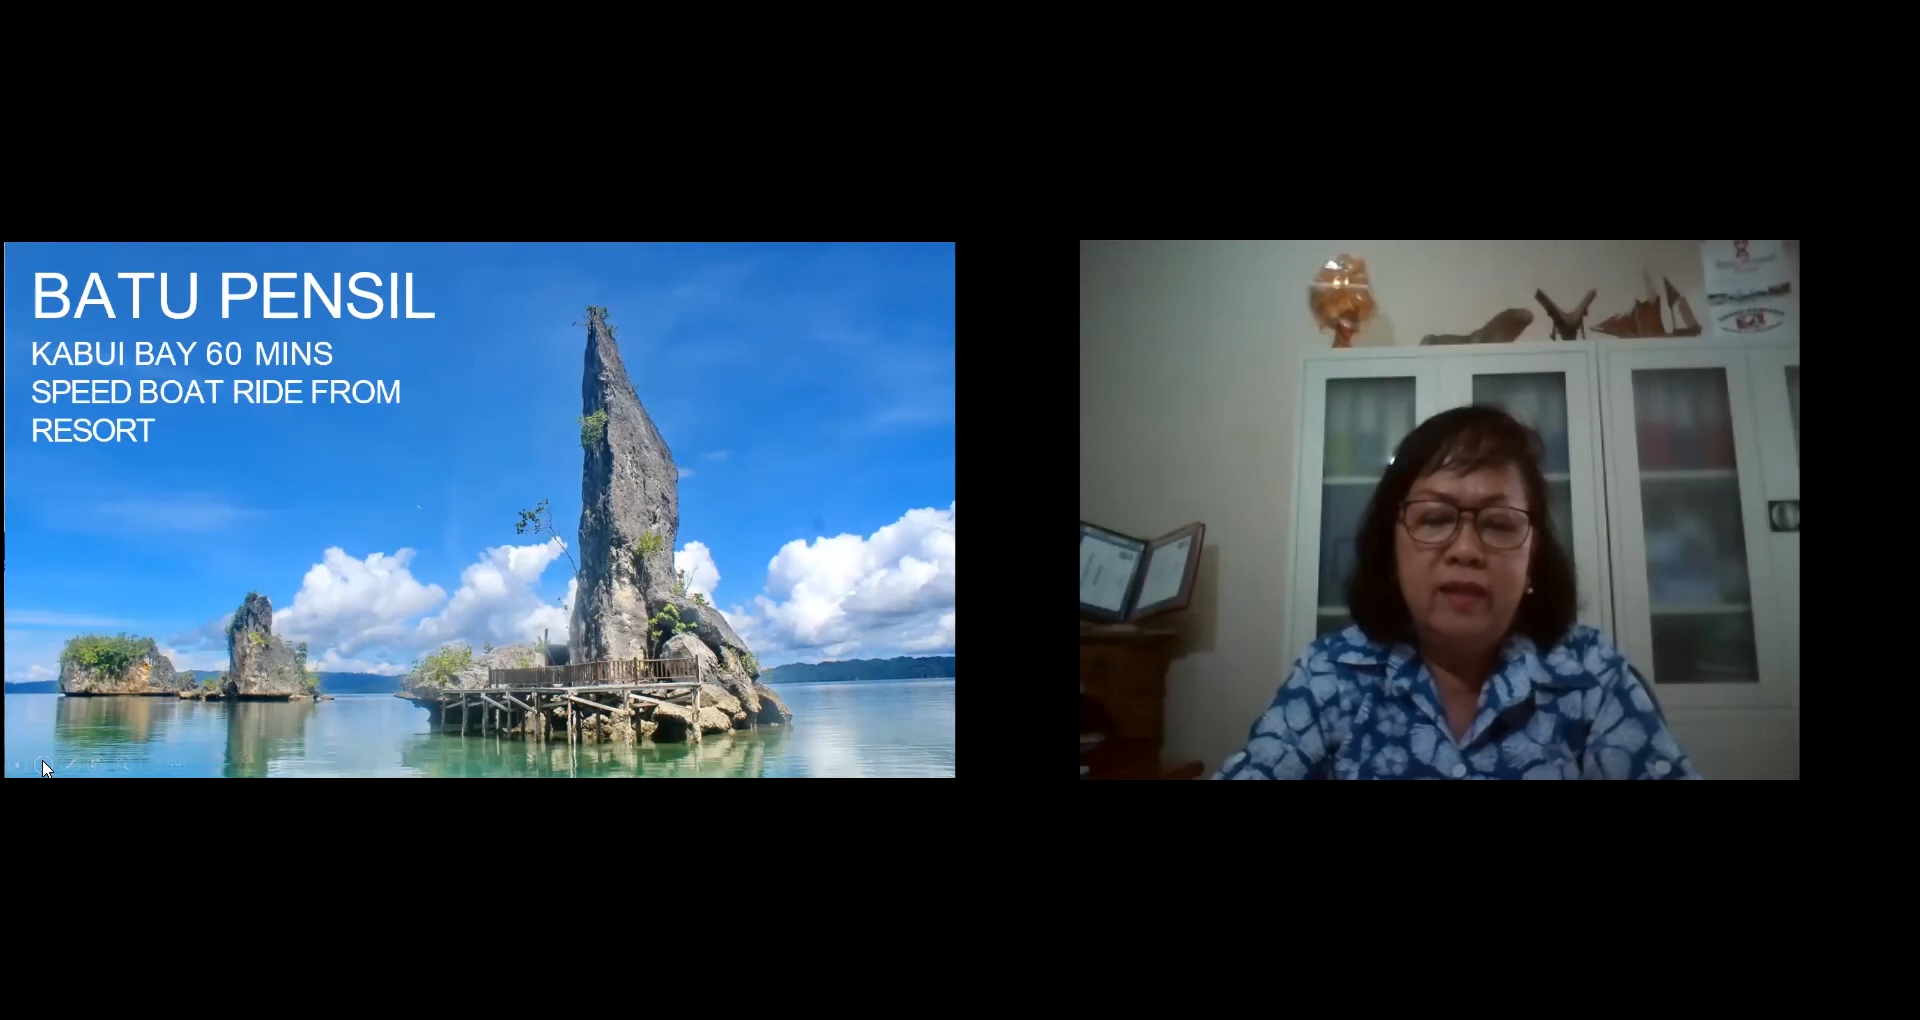 BATU PENSIL
KABUI BAY 60 MINS
SPEED BOAT RIDE FROM
RESORT